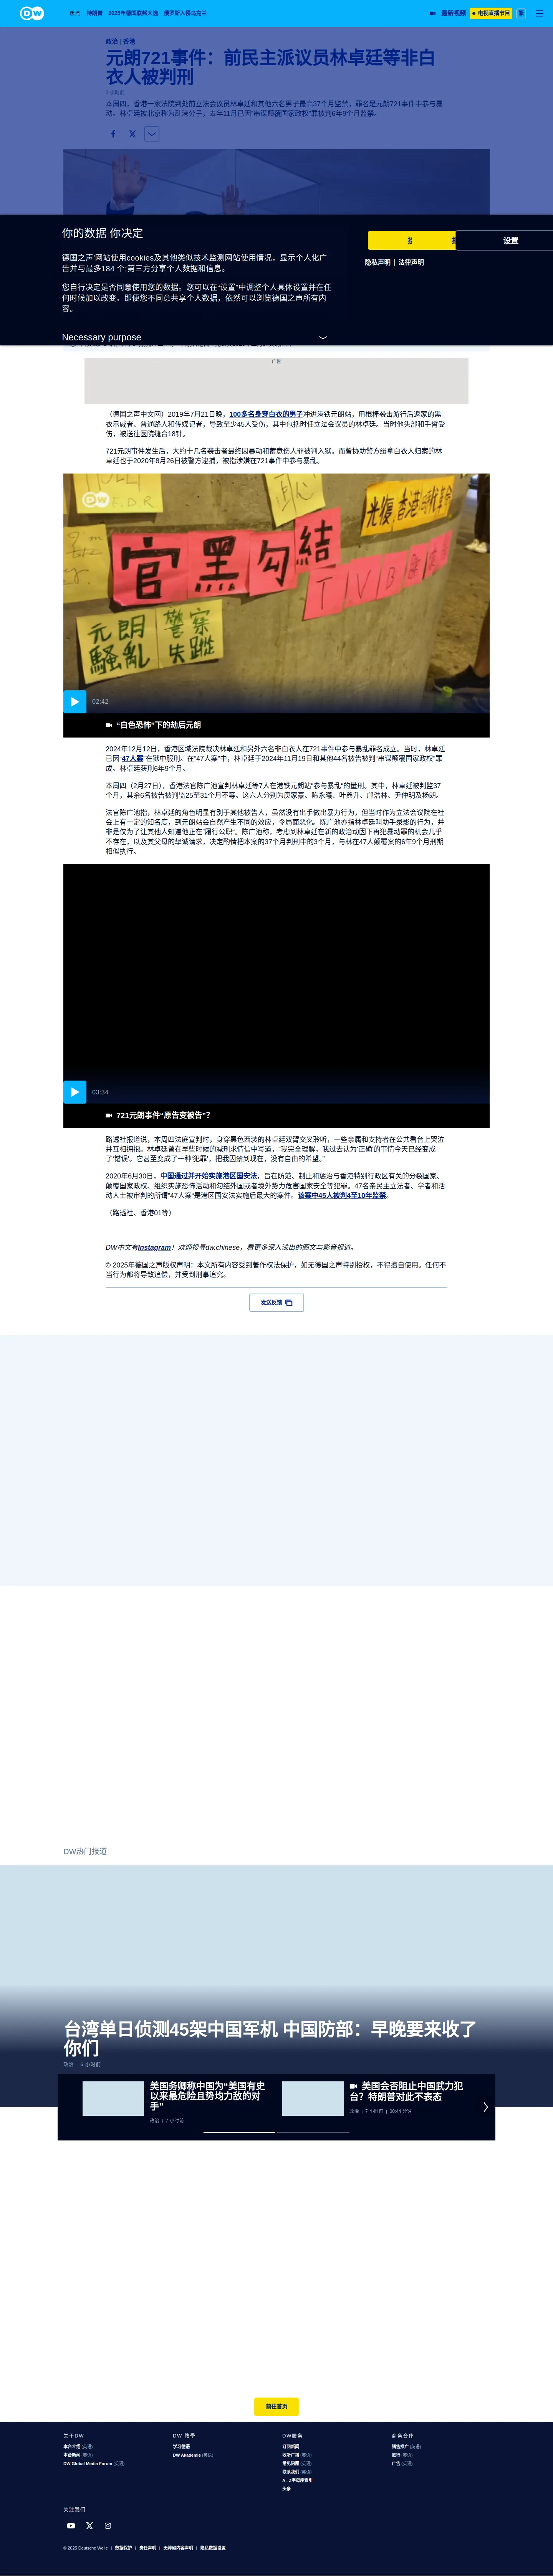 焦点 特朗普 2025年德国联邦大选 俄罗斯入侵乌克兰
最新视频 电视直播节目 繁
政治 | 香港
元朗721事件：前民主派议员林卓廷等非白
衣人被判刑
本周四，香港一家法院判处前立法会议员林卓廷和其他六名男子最高37个月监禁，罪名是元朗721事件中参与暴
动。林卓廷被北京称为乱港分子，去年11月已因“串谋颠覆国家政权”罪被判6年9个月监禁。
你的数据 你决定
德国之声'网站使用cookies及其他类似技术监测网站使用情况，显示个人化广
告并与最多184 个;第三方分享个人数据和信息。
您自行决定是否同意使用您的数据。您可以在“设置”中调整个人具体设置并在任
何时候加以改变。即便您不同意共享个人数据，依然可以浏览德国之声所有内
容。
Necessary purpose
设置
隐私声明 | 法律声明
广告
（德国之声中文网）2019年7月21日晚，100多名身穿白衣的男子冲进港铁元朗站，用棍棒袭击游行后返家的黑
衣示威者、普通路人和传媒记者，导致至少45人受伤，其中包括时任立法会议员的林卓廷。当时他头部和手臂受
伤，被送往医院缝合18针。
721元朗事件发生后，大约十几名袭击者最终因暴动和蓄意伤人罪被判入狱。而曾协助警方缉拿白衣人归案的林
卓廷也于2020年8月26日被警方逮捕，被指涉嫌在721事件中参与暴乱。
DW
官黑勾結
元朗
騷亂
警察
失蹤
02:42
“白色恐怖”下的劫后元朗
2024年12月12日，香港区域法院裁决林卓廷和另外六名非白衣人在721事件中参与暴乱罪名成立。当时，林卓廷
已因“47人案”在狱中服刑。在“47人案”中，林卓廷于2024年11月19日和其他44名被告被判“串谋颠覆国家政权”罪
成。林卓廷获刑6年9个月。
本周四（2月27日），香港法官陈广池宣判林卓廷等7人在港铁元朗站“参与暴乱”的量刑。其中，林卓廷被判监37
个月，其余6名被告被判监25至31个月不等。这六人分别为庾家豪、陈永晞、叶鑫升、邝浩林、尹仲明及杨朗。
法官陈广池指，林卓廷的角色明显有别于其他被告人，虽然没有出手做出暴力行为，但当时作为立法会议院在社
会上有一定的知名度，到元朗站会自然产生不同的效应，令局面恶化。陈广池亦指林卓廷叫助手录影的行为，并
非是仅为了让其他人知道他正在"履行公职"。陈广池称，考虑到林卓廷在新的政治动因下再犯暴动罪的机会几乎
不存在，以及其父母的挚诚请求，决定酌情把本案的37个月判刑中的3个月，与林在47人颠覆案的6年9个月刑期
相似执行。
03:34
721元朗事件“原告变被告”？
路透社报道说，本周四法庭宣判时，身穿黑色西装的林卓廷双臂交叉聆听，一些亲属和支持者在公共看台上哭泣
并互相拥抱。林卓廷曾在早些时候的减刑求情信中写道，“我完全理解，我过去认为‘正确’的事情今天已经变成
了‘错误’。它甚至变成了一种‘犯罪’，把我囚禁到现在，没有自由的希望。”
2020年6月30日，中国通过并开始实施港区国安法，旨在防范、制止和惩治与香港特别行政区有关的分裂国家、
颠覆国家政权、组织实施恐怖活动和勾结外国或者境外势力危害国家安全等犯罪。47名亲民主立法者、学者和活
动人士被审判的所谓“47人案”是港区国安法实施后最大的案件。该案中45人被判4至10年监禁。
（路透社、香港01等）
DW中文有Instagram！欢迎搜寻dw.chinese，看更多深入浅出的图文与影音报道。
© 2025年德国之声版权声明：本文所有内容受到著作权法保护，如无德国之声特别授权，不得擅自使用。任何不
当行为都将导致追偿，并受到刑事追究。
发送反馈
DW热门报道
台湾单日侦测45架中国军机 中国防部：早晚要来收了
你们
政治 | 6 小时前
美国务卿称中国为“美国有史
以来最危险且势均力敌的对
手”
政治 | 7 小时前
美国会否阻止中国武力犯
台？特朗普对此不表态
政治 | 7 小时前 | 00:44 分钟
前往首页
关于DW
本台介绍 (英语)
本台新闻 (英语)
DW Global Media Forum (英语)
DW 教學
学习德语
DW Akademie (英语)
DW服务
订阅新闻
收听广播 (英语)
常见问题 (英语)
联系我们 (英语)
A - Z字母序索引
头条
商务合作
销售推广 (英语)
旅行 (英语)
广告 (英语)
关注我们
© 2025 Deutsche Welle | 数据保护 | 责任声明 | 无障碍内容声明 | 隐私数据设置